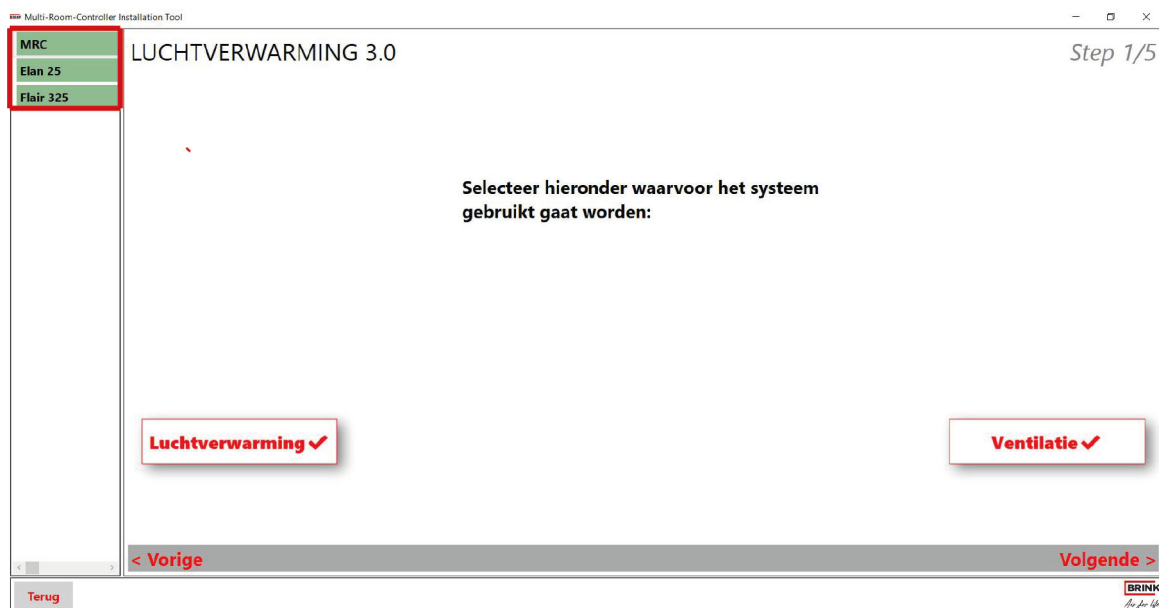 Multi-Room-Controller Installation Tool
MRC
Elan 25
Flair 325
LUCHTVERWARMING 3.0
Step 1/5
Selecteer hieronder waarvoor het systeem
gebruikt gaat worden:
Luchtverwarming ✔
Ventilatie ✔
< Vorige
Volgende >
Terug
BRINK